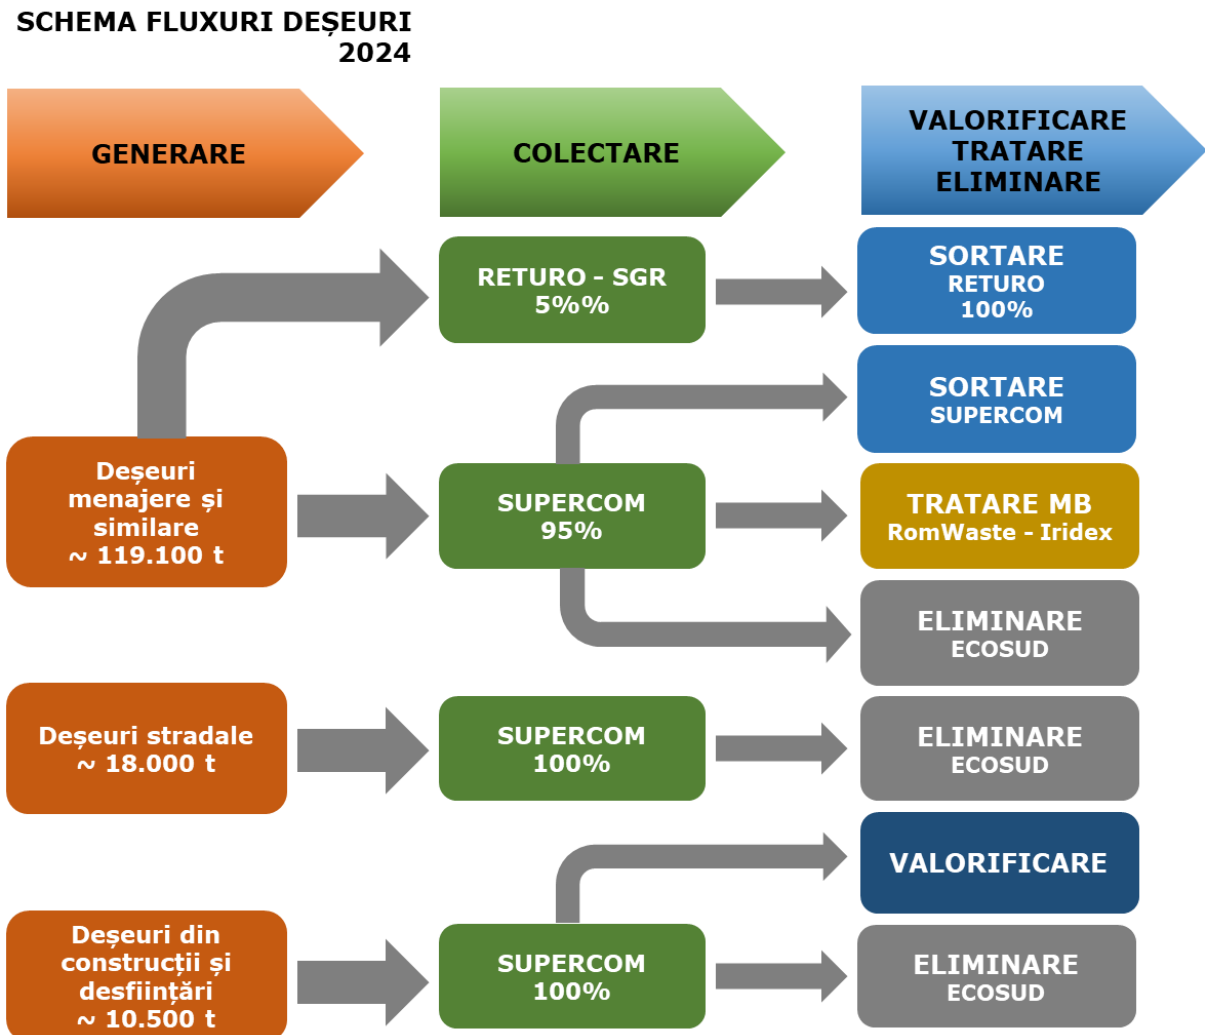 SCHEMA FLUXURI DEȘEURI
2024
GENERARE
COLECTARE
VALORIFICARE
TRATARE
ELIMINARE
RETURO - SGR
5%%
SORTARE
RETURO
100%
SORTARE
SUPERCOM
Deșeuri
menajere și
similare
~ 119.100 t
SUPERCOM
95%
TRATARE MB
RomWaste - Iridex
ELIMINARE
ECOSUD
Deșeuri stradale
~ 18.000 t
SUPERCOM
100%
ELIMINARE
ECOSUD
VALORIFICARE
Deșeuri din
construcții și
desființări
~ 10.500 t
SUPERCOM
100%
ELIMINARE
ECOSUD